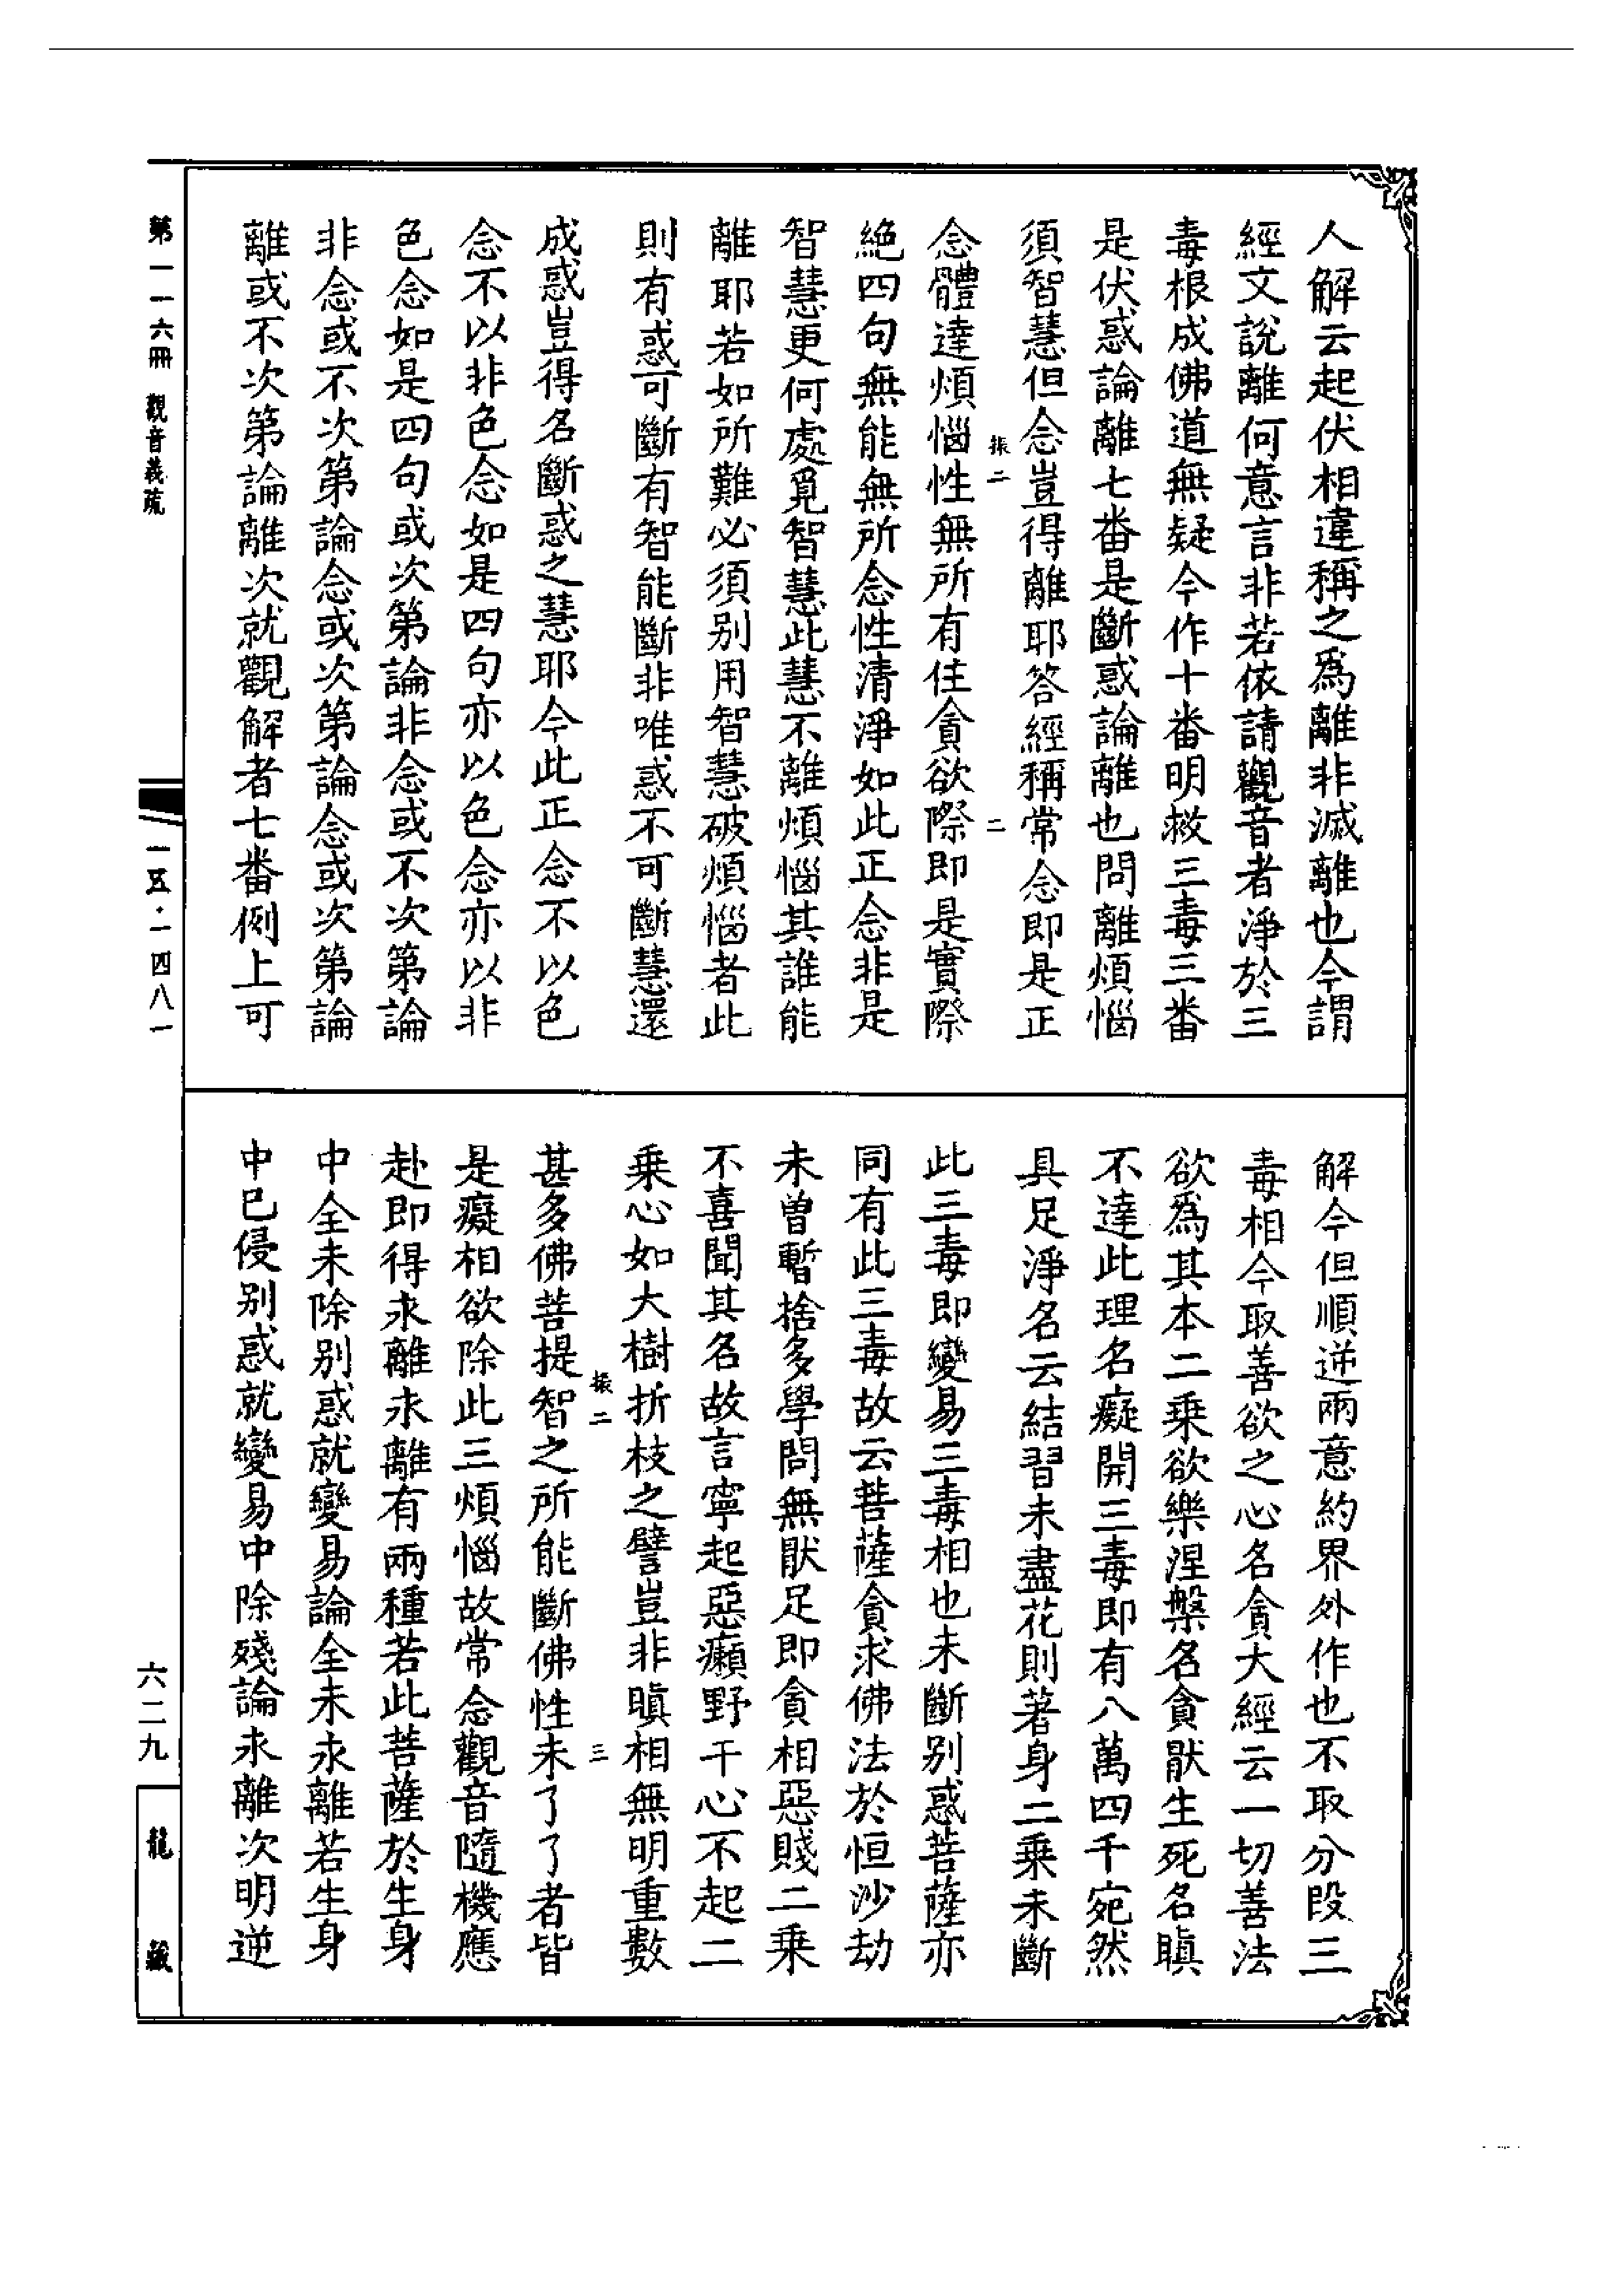 人解云起伏相違稱之為離非滅離也今謂
經文說離何意言非若依請觀音者淨於三
毒根成佛道無疑今作十番明救三毒三番
是伏惑論離七番是斷惑論離也問離煩惱
須智慧但念豈得離耶答經稱常念即是正
振二
二
念體達煩惱性無所有住貪欲際即是實際
絕四句無能無所念性清淨如此正念非是
智慧更何處覓智慧此慧不離煩惱其誰能
離耶若如所難必須別用智慧破煩惱者此
則有惑可斷有智能斷非唯惑不可斷慧還
成惑豈得名斷惑之慧耶今此正念不以色
念不以非色念如是四句亦以色念亦以非
色念如是四句或次第論非念或不次第論
非念或不次第論念或次第論念或次第論
離或不次第論離次就觀解者七番例上可
解今但順逆兩意約界外作也不取分段三
毒相今取善欲之心名貪大經云一切善法
欲為其本二乘欲樂涅槃名貪厭生死名瞋
不達此理名癡開三毒即有八萬四千宛然
具足淨名云結習未盡花則著身二乘未斷
此三毒即變易三毒相也未斷別惑菩薩亦
同有此三毒故云菩薩貪求佛法於恒沙劫
未曾暫捨多學問無厭足即貪相惡賤二乘
不喜聞其名故言寧起惡癩野干心不起二
乘心如大樹折枝之譬豈非瞋相無明重數
振二
三
甚多佛菩提智之所能斷佛性未了了者皆
是癡相欲除此三煩惱故常念觀音隨機應
赴即得永離永離有兩種若此菩薩於生身
中全未除別惑就變易論全未永離若生身
中已侵別惑就變易中除殘論永離次明逆
第一一六冊 觀音義疏
一五·一四八一
六二九
龍藏